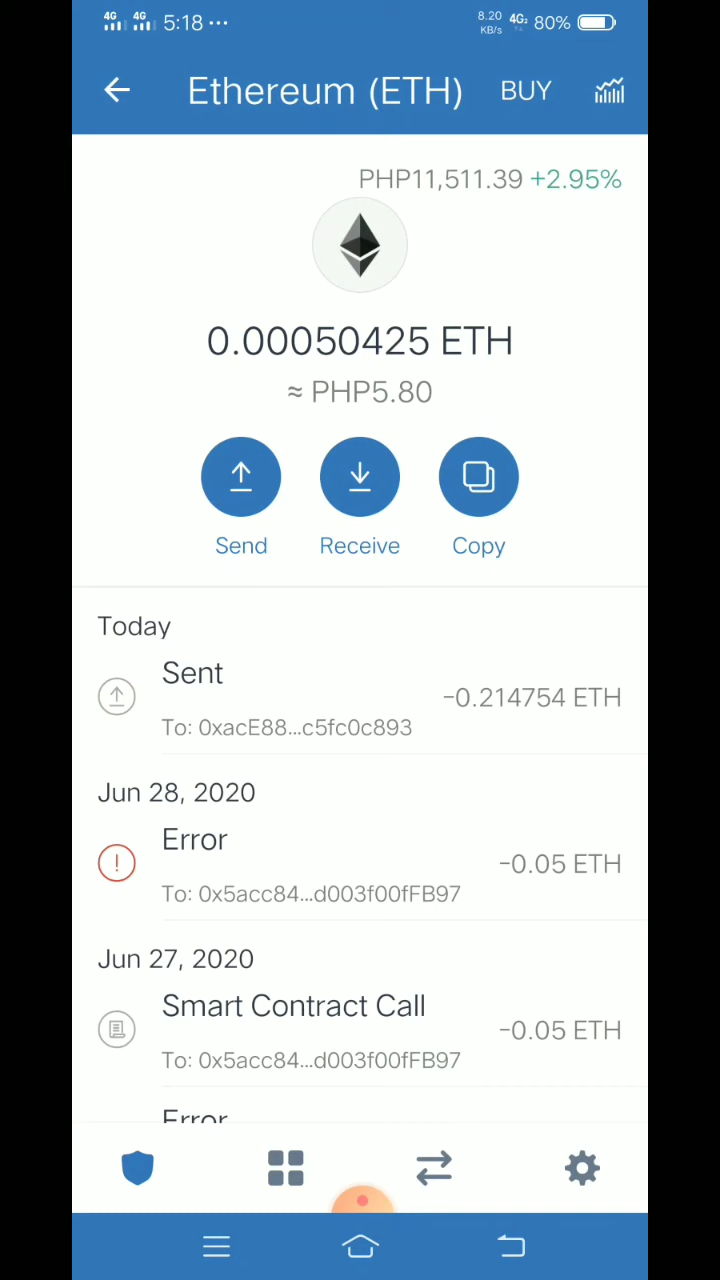 4G 4G 5:18 ··· 8.20 KB/s 4G² 80%
Ethereum (ETH) BUY
PHP11,511.39 +2.95%
0.00050425 ETH
≈ PHP5.80
Send Receive Copy
Today
Sent
-0.214754 ETH
To: 0xacE88...c5fc0c893
Jun 28, 2020
Error
-0.05 ETH
To: 0x5acc84...d003f00fFB97
Jun 27, 2020
Smart Contract Call
-0.05 ETH
To: 0x5acc84...d003f00fFB97
Error